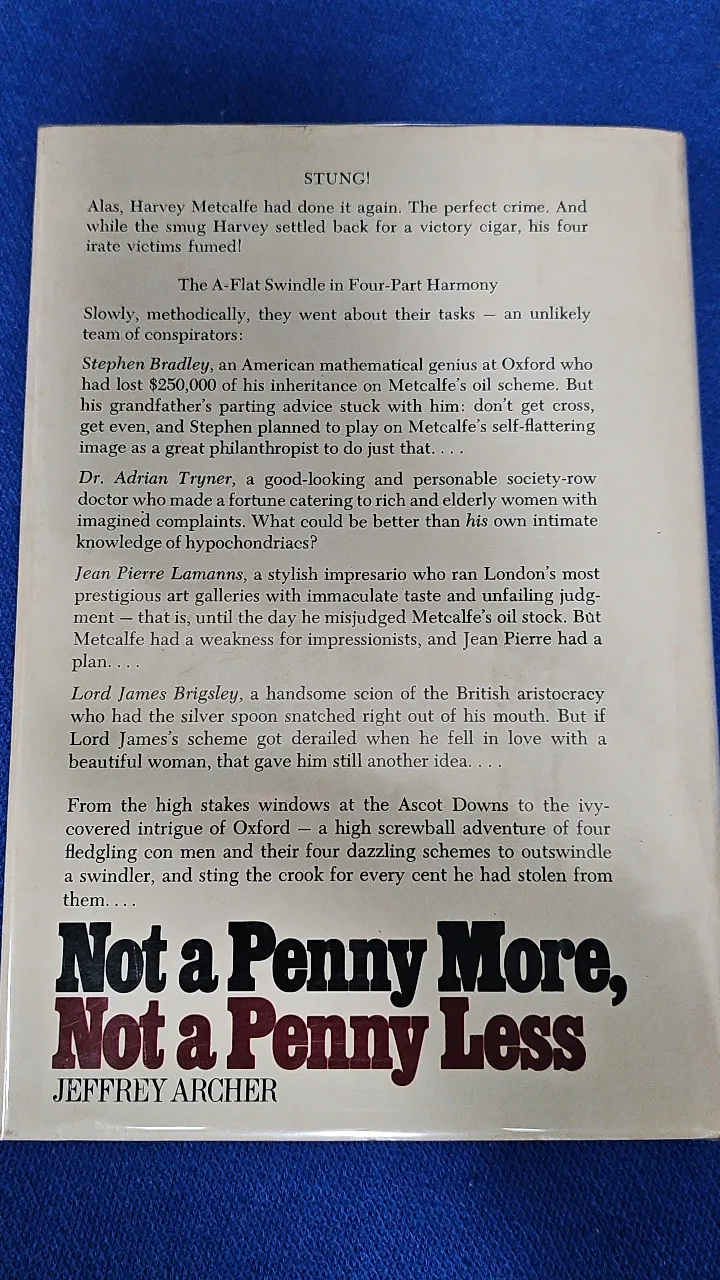 STUNG!
Alas, Harvey Metcalfe had done it again. The perfect crime. And
while the smug Harvey settled back for a victory cigar, his four
irate victims fumed!
The A-Flat Swindle in Four-Part Harmony
Slowly, methodically, they went about their tasks — an unlikely
team of conspirators:
Stephen Bradley, an American mathematical genius at Oxford who
had lost $250,000 of his inheritance on Metcalfe's oil scheme. But
his grandfather's parting advice stuck with him: don't get cross,
get even, and Stephen planned to play on Metcalfe's self-flattering
image as a great philanthropist to do just that. . . .
Dr. Adrian Tryner, a good-looking and personable society-row
doctor who made a fortune catering to rich and elderly women with
imagined complaints. What could be better than his own intimate
knowledge of hypochondriacs?
Jean Pierre Lamanns, a stylish impresario who ran London's most
prestigious art galleries with immaculate taste and unfailing judg-
ment — that is, until the day he misjudged Metcalfe's oil stock. But
Metcalfe had a weakness for impressionists, and Jean Pierre had a
plan. . . .
Lord James Brigsley, a handsome scion of the British aristocracy
who had the silver spoon snatched right out of his mouth. But if
Lord James's scheme got derailed when he fell in love with a
beautiful woman, that gave him still another idea. . . .
From the high stakes windows at the Ascot Downs to the ivy-
covered intrigue of Oxford — a high screwball adventure of four
fledgling con men and their four dazzling schemes to outswindle
a swindler, and sting the crook for every cent he had stolen from
them. . . .
Not a Penny More,
Not a Penny Less
JEFFREY ARCHER